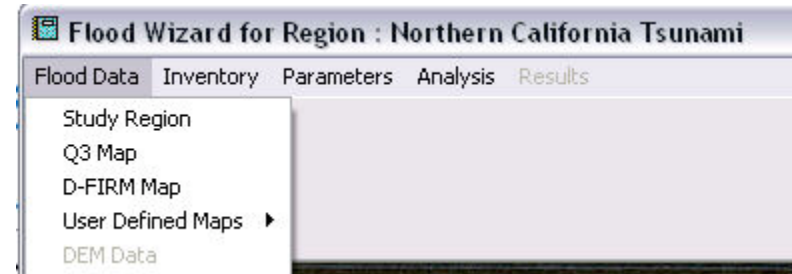 Flood Wizard for Region : Northern California Tsunami
Flood Data Inventory Parameters Analysis Results
Study Region
Q3 Map
D-FIRM Map
User Defined Maps
DEM Data